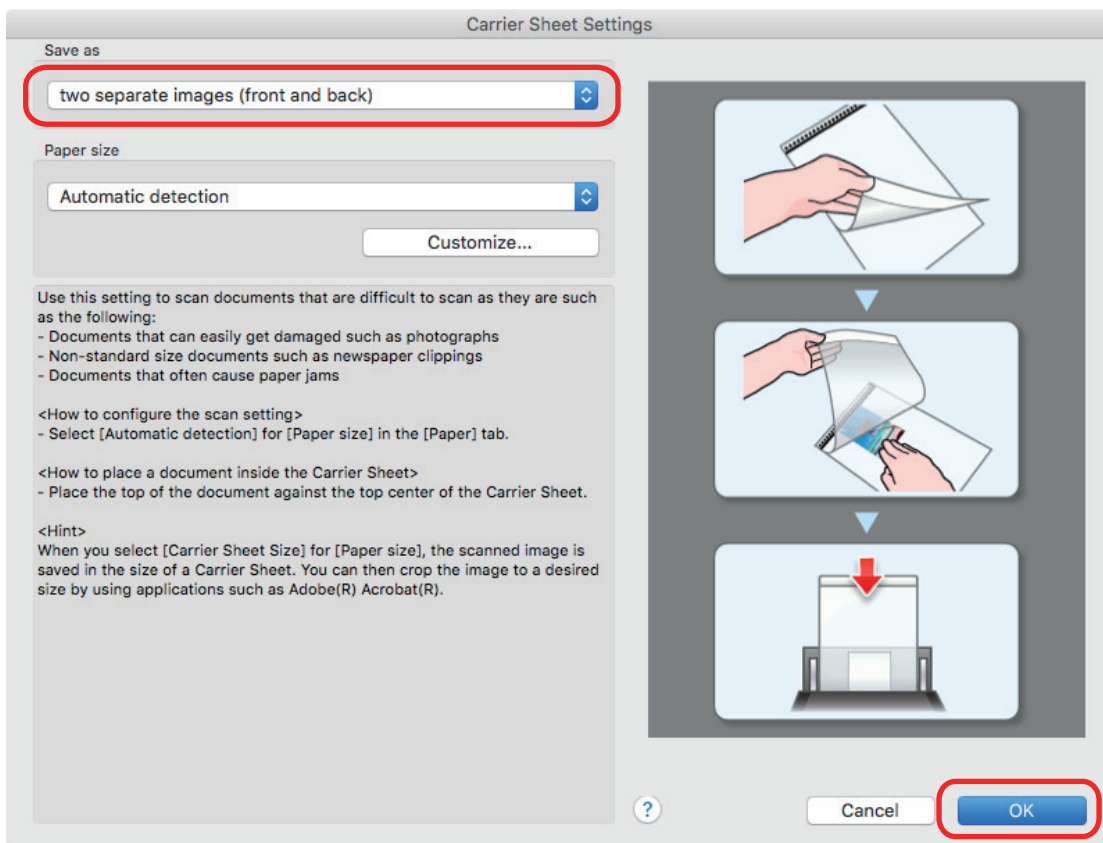 Carrier Sheet Settings
Save as
two separate images (front and back)
Paper size
Automatic detection
Customize...
Use this setting to scan documents that are difficult to scan as they are such
as the following:
- Documents that can easily get damaged such as photographs
- Non-standard size documents such as newspaper clippings
- Documents that often cause paper jams
<How to configure the scan setting>
- Select [Automatic detection] for [Paper size] in the [Paper] tab.
<How to place a document inside the Carrier Sheet>
- Place the top of the document against the top center of the Carrier Sheet.
<Hint>
When you select [Carrier Sheet Size] for [Paper size], the scanned image is
saved in the size of a Carrier Sheet. You can then crop the image to a desired
size by using applications such as Adobe(R) Acrobat(R).
?
Cancel
OK